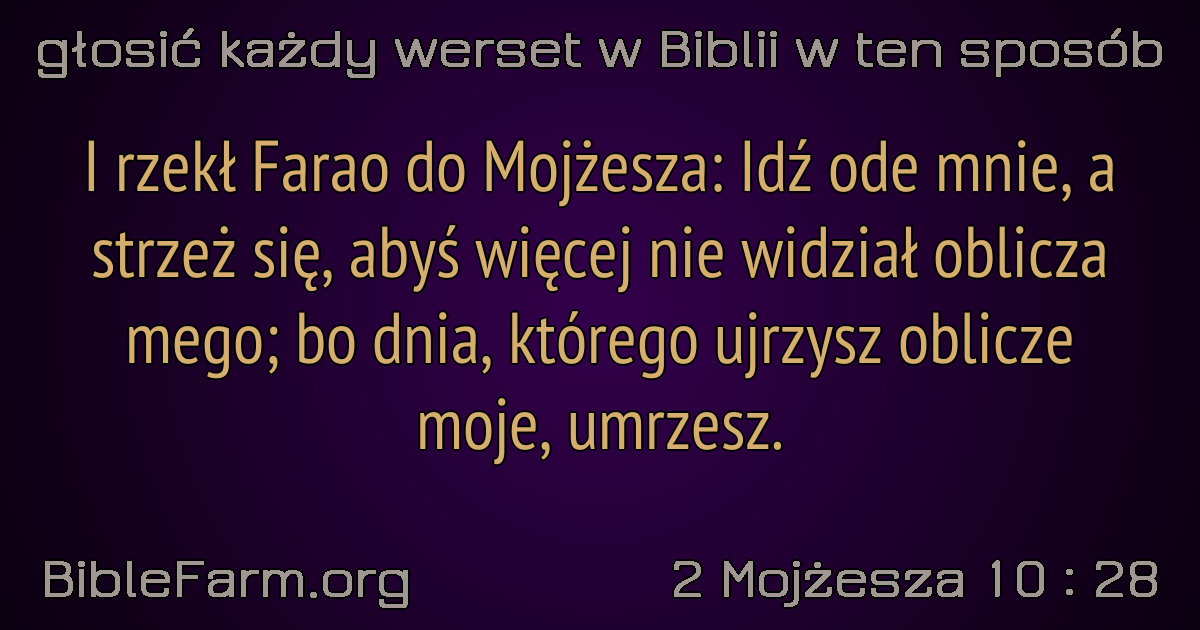 głosić każdy werset w Biblii w ten sposób
I rzekł Farao do Mojżesza: Idź ode mnie, a
strzeż się, abyś więcej nie widział oblicza
mego; bo dnia, którego ujrzysz oblicze
moje, umrzesz.
BibleFarm.org
2 Mojżesza 10 : 28